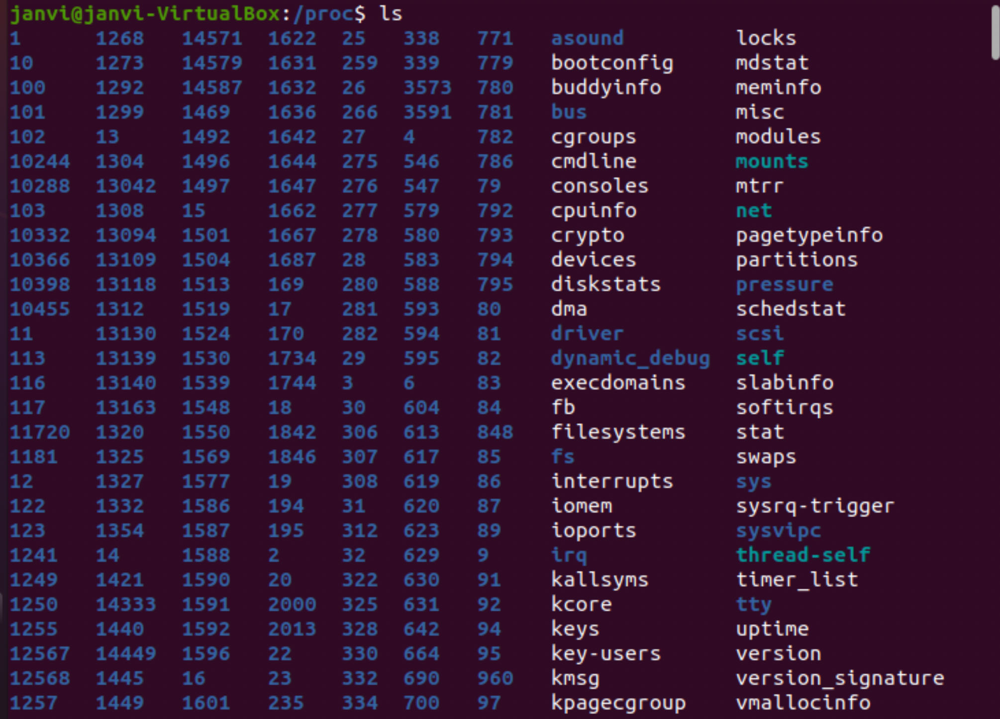 janvi@janvi-VirtualBox:/proc$ ls
1 1268 14571 1622 25 338 771 asound locks
10 1273 14579 1631 259 339 779 bootconfig mdstat
100 1292 14587 1632 26 3573 780 buddyinfo meminfo
101 1299 1469 1636 266 3591 781 bus misc
102 13 1492 1642 27 4 782 cgroups modules
10244 1304 1496 1644 275 546 786 cmdline mounts
10288 13042 1497 1647 276 547 79 consoles mtrr
103 1308 15 1662 277 579 792 cpuinfo net
10332 13094 1501 1667 278 580 793 crypto pagetypeinfo
10366 13109 1504 1687 28 583 794 devices partitions
10398 13118 1513 169 280 588 795 diskstats pressure
10455 1312 1519 17 281 593 80 dma schedstat
11 13130 1524 170 282 594 81 driver scsi
113 13139 1530 1734 29 595 82 dynamic_debug self
116 13140 1539 1744 3 6 83 execdomains slabinfo
117 13163 1548 18 30 604 84 fb softirqs
11720 1320 1550 1842 306 613 848 filesystems stat
1181 1325 1569 1846 307 617 85 fs swaps
12 1327 1577 19 308 619 86 interrupts sys
122 1332 1586 194 31 620 87 iomem sysrq-trigger
123 1354 1587 195 312 623 89 ioports sysvipc
1241 14 1588 2 32 629 9 irq thread-self
1249 1421 1590 20 322 630 91 kallsyms timer_list
1250 14333 1591 2000 325 631 92 kcore tty
1255 1440 1592 2013 328 642 94 keys uptime
12567 14449 1596 22 330 664 95 key-users version
12568 1445 16 23 332 690 960 kmsg version_signature
1257 1449 1601 235 334 700 97 kpagecgroup vmallocinfo